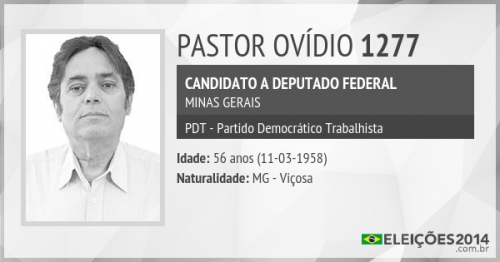 PASTOR OVÍDIO 1277
CANDIDATO A DEPUTADO FEDERAL
MINAS GERAIS
PDT - Partido Democrático Trabalhista
Idade: 56 anos (11-03-1958)
Naturalidade: MG - Viçosa
ELEIÇÕES2014
.com.br